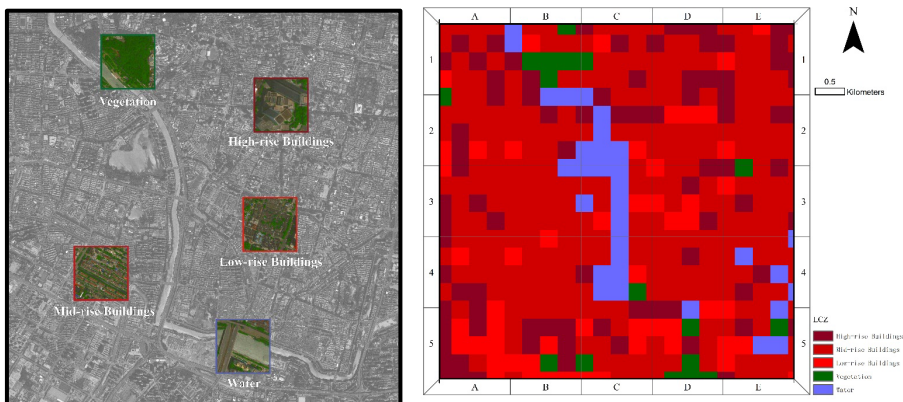 Vegetation
High-rise Buildings
Low-rise Buildings
Mid-rise Buildings
Water
A B C D E
1 1
2 2
3 3
4 4
5 5
A B C D E
N
0.5
Kilometers
LCZ
High-rise Buildings
Mid-rise Buildings
Low-rise Buildings
Vegetation
Water